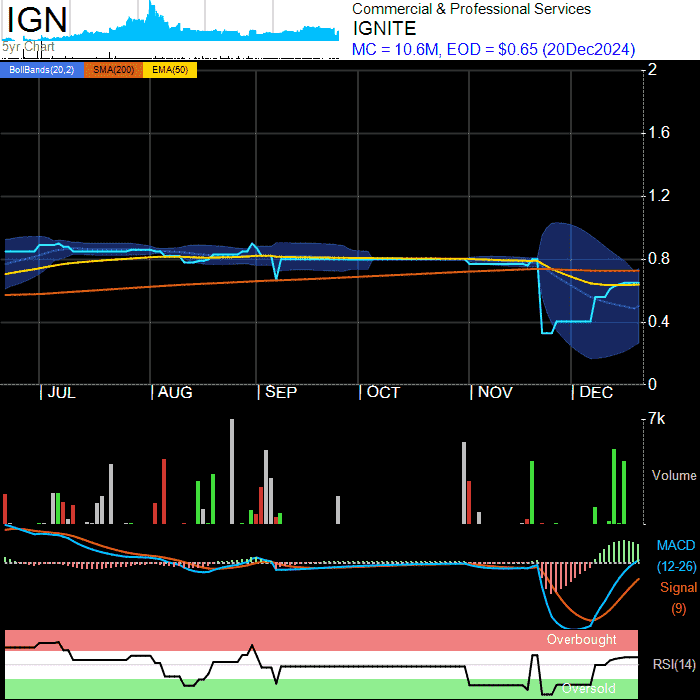 IGN
5yr Chart
Commercial & Professional Services
IGNITE
MC = 10.6M, EOD = $0.65 (20Dec2024)
BollBands(20,2) SMA(200) EMA(50)
2
1.6
1.2
0.8
0.4
0
JUL AUG SEP OCT NOV DEC
7k
Volume
MACD
(12-26)
Signal
(9)
Overbought
RSI(14)
Oversold